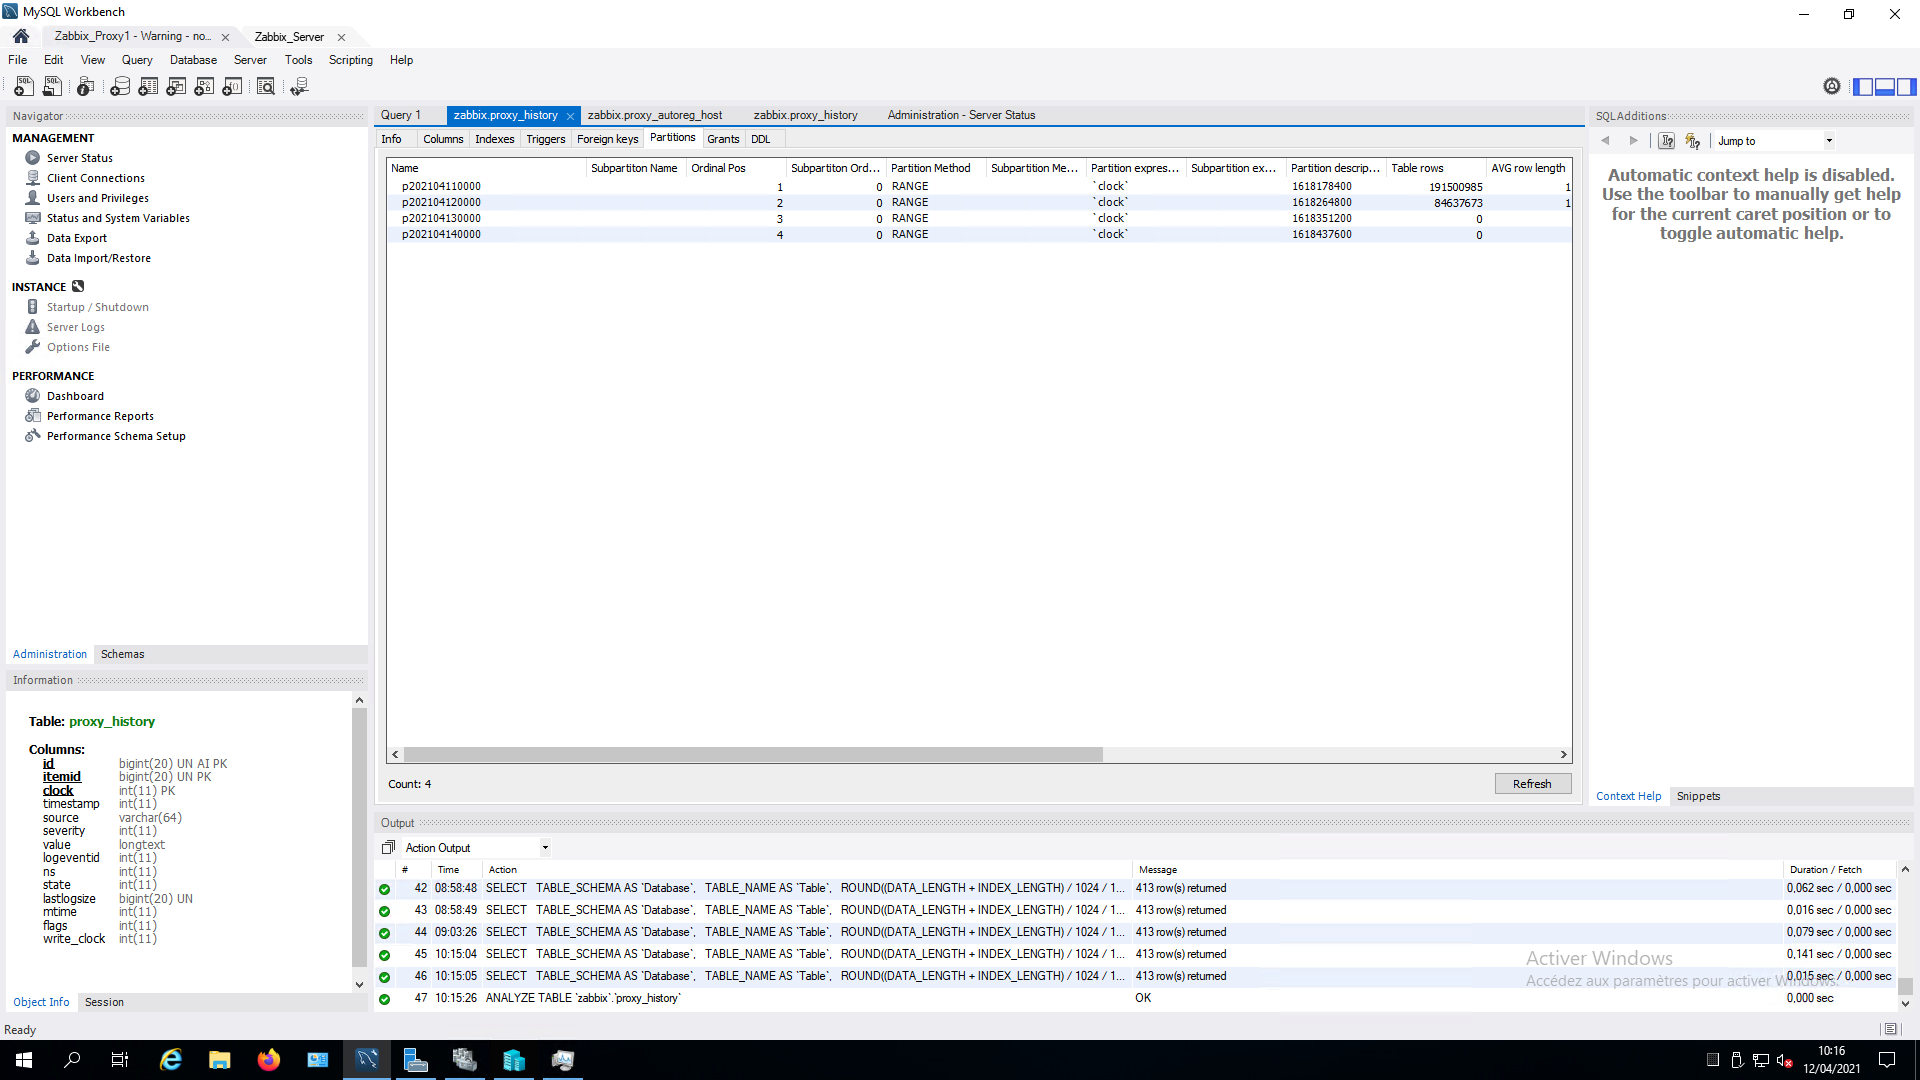 MySQL Workbench
Zabbix_Proxy1 - Warning - no...
Zabbix_Server
File Edit View Query Database Server Tools Scripting Help
Navigator
MANAGEMENT
Server Status
Client Connections
Users and Privileges
Status and System Variables
Data Export
Data Import/Restore
INSTANCE
Startup / Shutdown
Server Logs
Options File
PERFORMANCE
Dashboard
Performance Reports
Performance Schema Setup
Administration Schemas
Information
Table: proxy_history
Columns:
id bigint(20) UN AI PK
itemid bigint(20) UN PK
clock int(11) PK
timestamp int(11)
source varchar(64)
severity int(11)
value longtext
logeventid int(11)
ns int(11)
state int(11)
lastlogsize bigint(20) UN
mtime int(11)
flags int(11)
write_clock int(11)
Object Info Session
Query 1 zabbix.proxy_history zabbix.proxy_autoreg_host zabbix.proxy_history Administration - Server Status
Info Columns Indexes Triggers Foreign keys Partitions Grants DDL
Name Subpartiton Name Ordinal Pos Subpartiton Ord... Partition Method Subpartition Me... Partition expres... Subpartition ex... Partition descrip... Table rows AVG row length
p202104110000 1 0 RANGE `clock` 1618178400 191500985 1
p202104120000 2 0 RANGE `clock` 1618264800 84637673 1
p202104130000 3 0 RANGE `clock` 1618351200 0
p202104140000 4 0 RANGE `clock` 1618437600 0
Count: 4
Refresh
SQLAdditions
Jump to
Automatic context help is disabled.
Use the toolbar to manually get help
for the current caret position or to
toggle automatic help.
Context Help Snippets
Output
Action Output
# Time Action Message Duration / Fetch
42 08:58:48 SELECT TABLE_SCHEMA AS `Database`, TABLE_NAME AS `Table`, ROUND((DATA_LENGTH + INDEX_LENGTH) / 1024 / 1... 413 row(s) returned 0,062 sec / 0,000 sec
43 08:58:49 SELECT TABLE_SCHEMA AS `Database`, TABLE_NAME AS `Table`, ROUND((DATA_LENGTH + INDEX_LENGTH) / 1024 / 1... 413 row(s) returned 0,016 sec / 0,000 sec
44 09:03:26 SELECT TABLE_SCHEMA AS `Database`, TABLE_NAME AS `Table`, ROUND((DATA_LENGTH + INDEX_LENGTH) / 1024 / 1... 413 row(s) returned 0,079 sec / 0,000 sec
45 10:15:04 SELECT TABLE_SCHEMA AS `Database`, TABLE_NAME AS `Table`, ROUND((DATA_LENGTH + INDEX_LENGTH) / 1024 / 1... 413 row(s) returned 0,141 sec / 0,000 sec
46 10:15:05 SELECT TABLE_SCHEMA AS `Database`, TABLE_NAME AS `Table`, ROUND((DATA_LENGTH + INDEX_LENGTH) / 1024 / 1... 413 row(s) returned 0,015 sec / 0,000 sec
47 10:15:26 ANALYZE TABLE `zabbix`.`proxy_history` OK 0,000 sec
Activer Windows
Accédez aux paramètres pour activer Windows.
Ready
10:16
12/04/2021